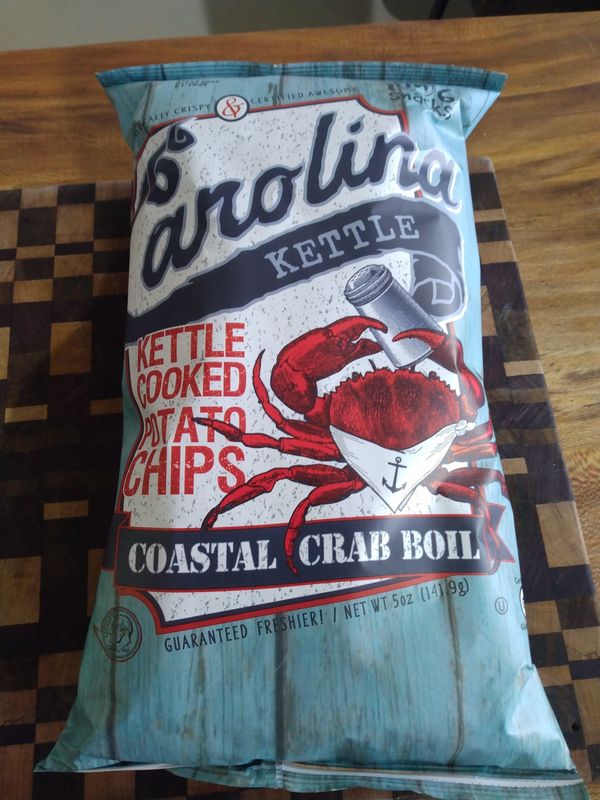 & CERTIFIED AWESOME
Carolina
KETTLE
KETTLE
COOKED
POTATO
CHIPS
COASTAL CRAB BOIL
GUARANTEED FRESHIER! / NET WT 5oz (141.9g)
U